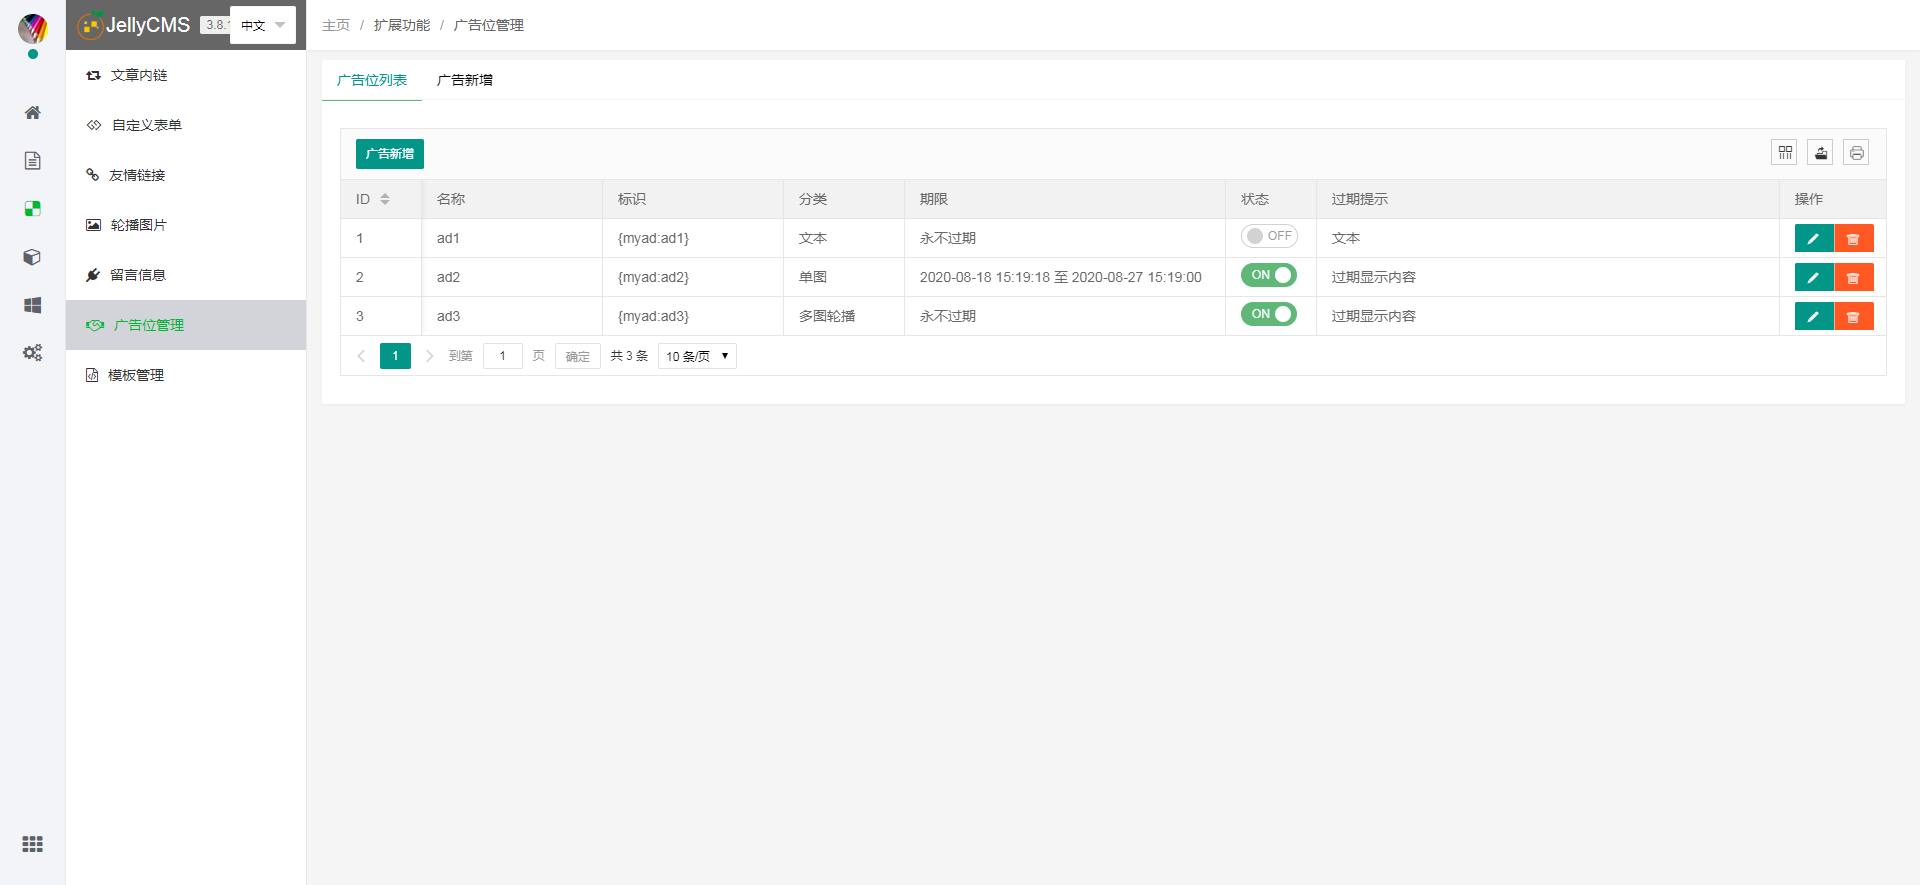 JellyCMS 3.8. 中文
主页 / 扩展功能 / 广告位管理
文章内链
自定义表单
友情链接
轮播图片
留言信息
广告位管理
模板管理
广告位列表 广告新增
广告新增
ID 名称 标识 分类 期限 状态 过期提示 操作
1 ad1 {myad:ad1} 文本 永不过期 OFF 文本
2 ad2 {myad:ad2} 单图 2020-08-18 15:19:18 至 2020-08-27 15:19:00 ON 过期显示内容
3 ad3 {myad:ad3} 多图轮播 永不过期 ON 过期显示内容
1 到第 1 页 确定 共 3 条 10 条/页